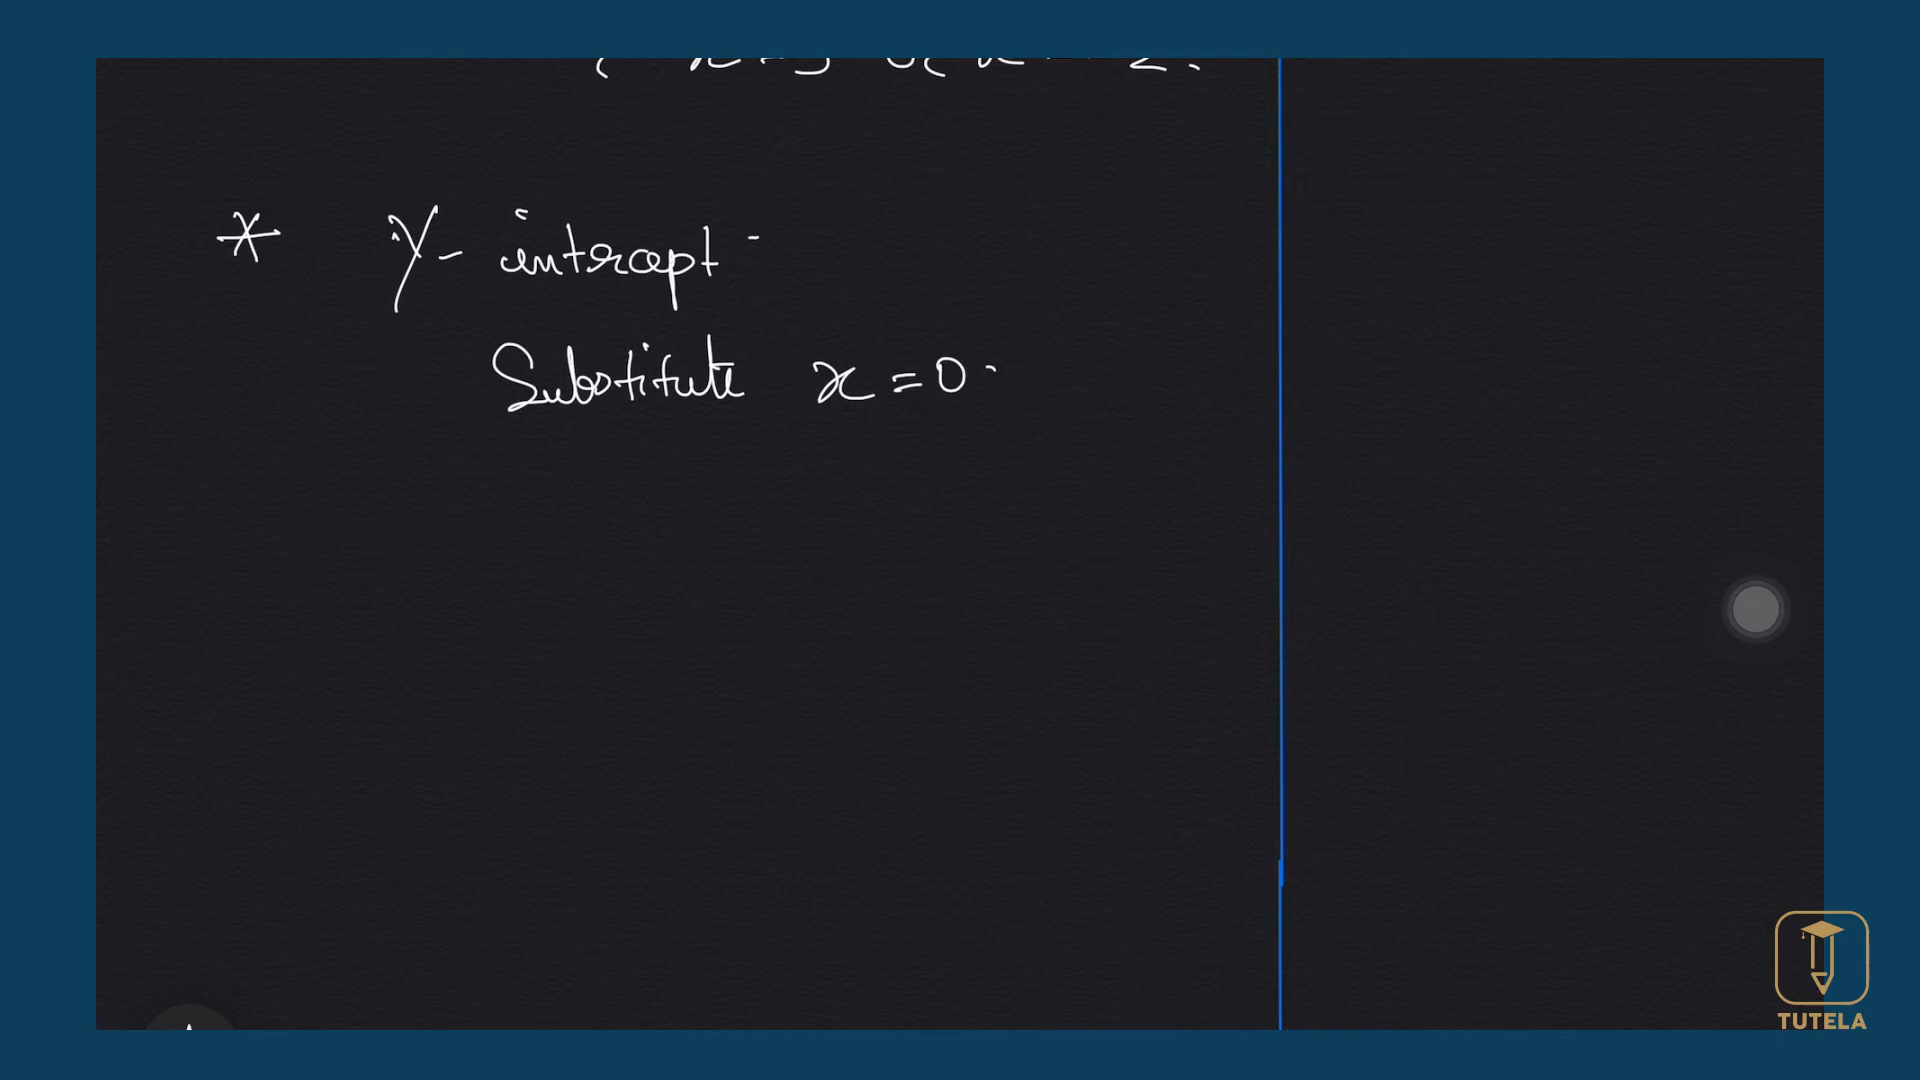 * Y- intercept -
Substitute x = 0.
TUTELA